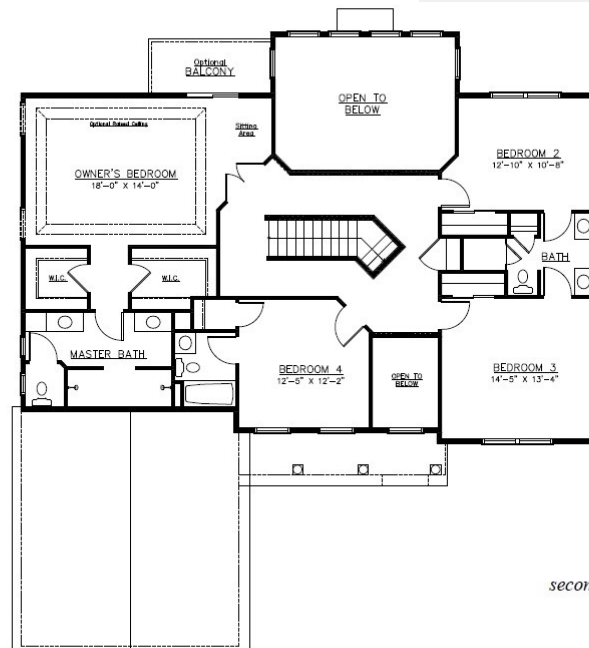 Optional
BALCONY
OPEN TO
BELOW
Optional Raised Ceiling
Sitting
Area
OWNER'S BEDROOM
18'-0" X 14'-0"
BEDROOM 2
12'-10" X 10'-8"
BATH
W.I.C.
W.I.C.
MASTER BATH
BEDROOM 4
12'-5" X 12'-2"
OPEN TO
BELOW
BEDROOM 3
14'-5" X 13'-4"
secon